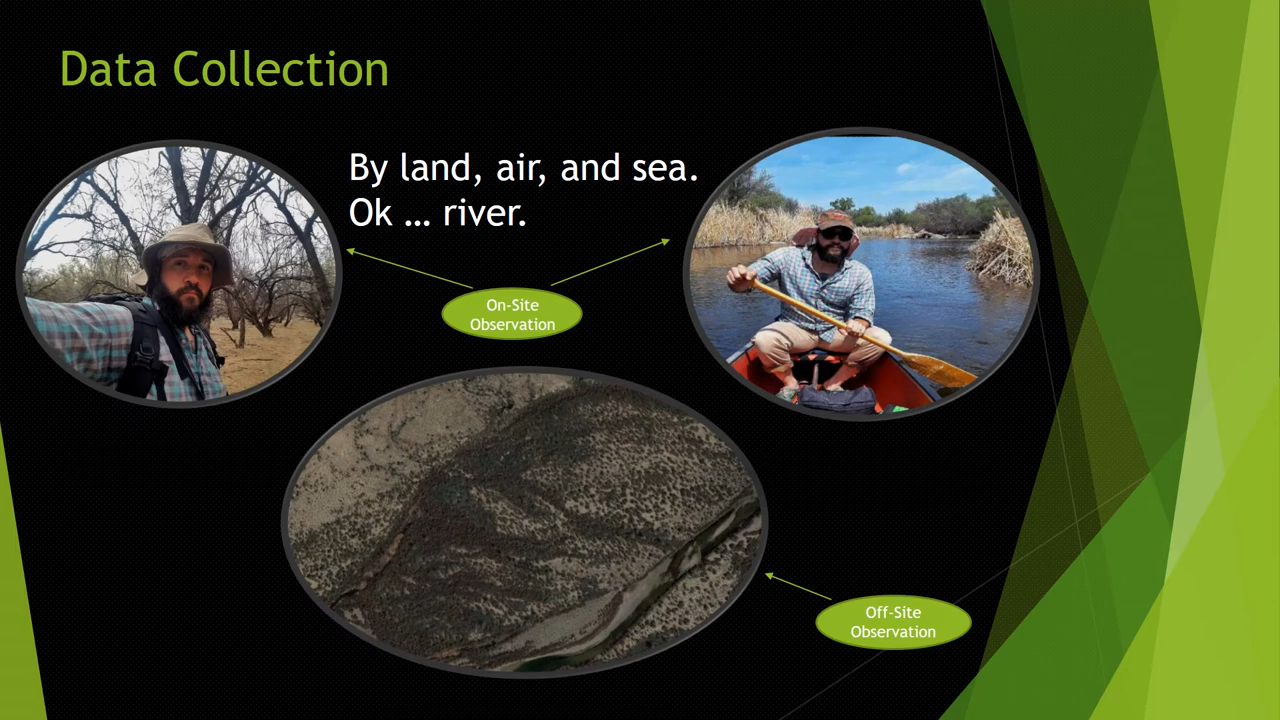 Data Collection
By land, air, and sea.
Ok … river.
On-Site
Observation
Off-Site
Observation